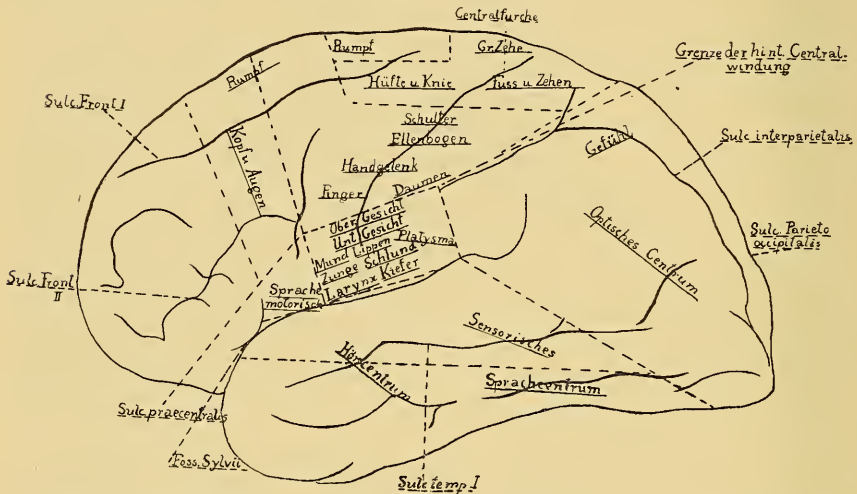 Centralfurche
Rumpf
Gr. Zehe
Grenze der hint. Central-
windung
Rumpf
Hüfte u Knie
Fuss u Zehen
Sulc. Front I
Schulter
Ellenbogen
Kopf u Augen
Gefühl
Sulc. interparietalis
Handgelenk
Daumen
Finger
Ober Gesicht
Unt Gesicht
Platysma
Mund Lippen
Zunge Schlund
Optisches Centrum
Sulc. Parieto
occipitales
Sulc. Front
II
Sprache
motorisch
Larynx Kiefer
Sensorisches
Hörcentrum
Sprachcentrum
Sulc. praecentralis
Foss. Sylvii
Sulc temp I